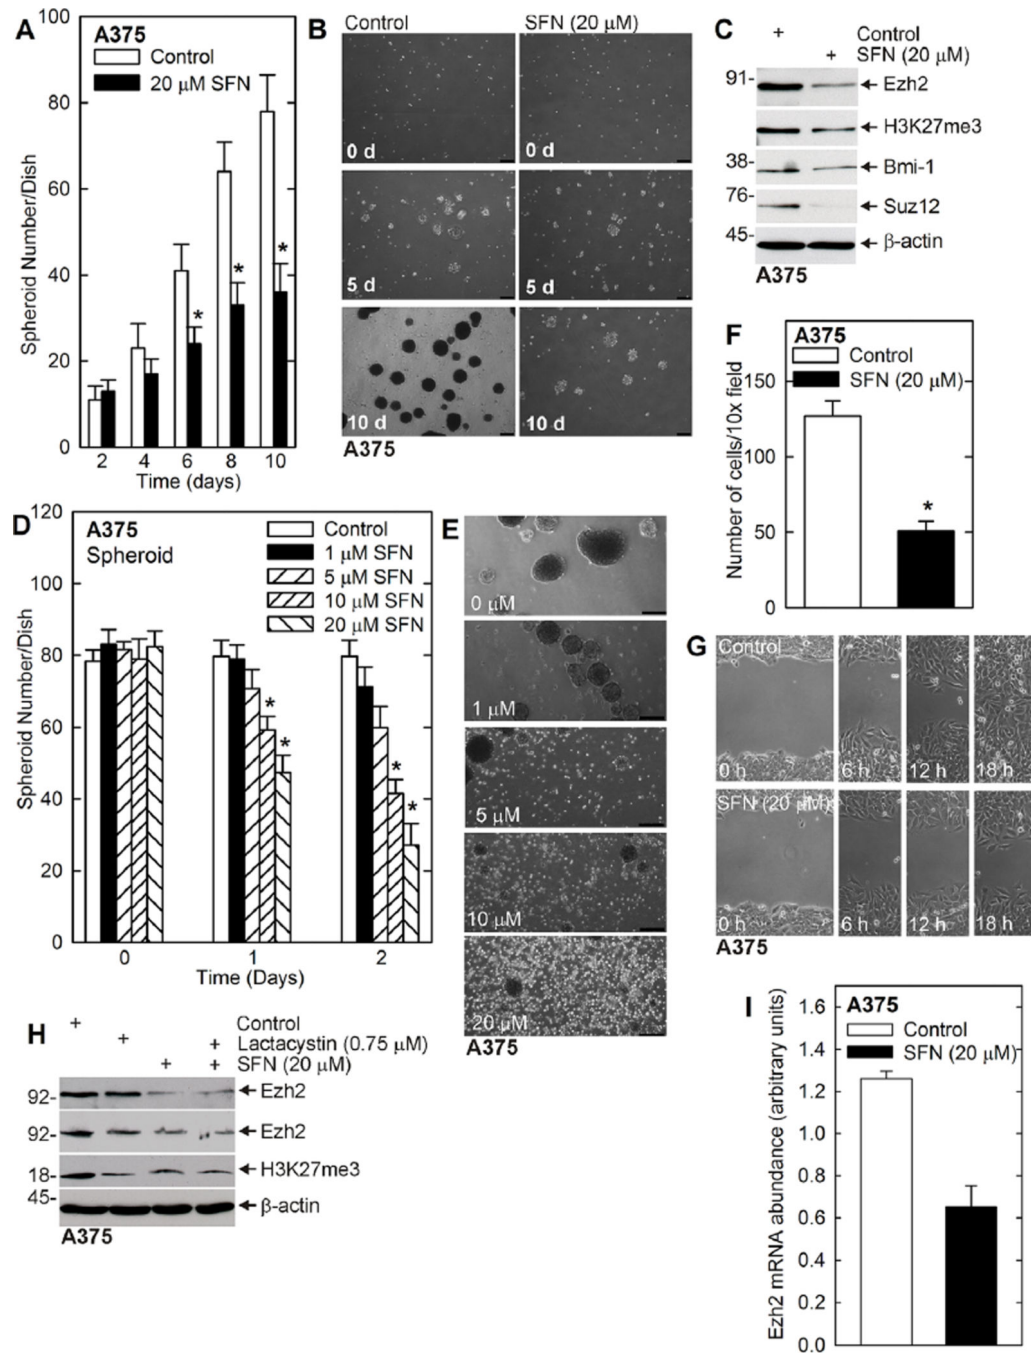 A
A375
Control
20 μM SFN
100
80
60
40
20
0
Spheroid Number/Dish
*
*
*
2 4 6 8 10
Time (days)
B
Control
SFN (20 μM)
0 d
0 d
5 d
5 d
10 d
10 d
A375
C
+ Control
+ SFN (20 μM)
91-
Ezh2
H3K27me3
38-
Bmi-1
76-
Suz12
45-
β-actin
A375
D
A375
Spheroid
Control
1 μM SFN
5 μM SFN
10 μM SFN
20 μM SFN
120
100
80
60
40
20
0
Spheroid Number/Dish
*
*
*
*
0 1 2
Time (Days)
E
0 μM
1 μM
5 μM
10 μM
20 μM
A375
F
A375
Control
SFN (20 μM)
150
100
50
0
Number of cells/10x field
*
G
Control
0 h 6 h 12 h 18 h
SFN (20 μM)
0 h 6 h 12 h 18 h
A375
H
+ Control
+ + Lactacystin (0.75 μM)
+ + SFN (20 μM)
92- Ezh2
92- Ezh2
18- H3K27me3
45-
β-actin
A375
I
A375
Control
SFN (20 μM)
1.6
1.4
1.2
1.0
0.8
0.6
0.4
0.2
0.0
Ezh2 mRNA abundance (arbitrary units)